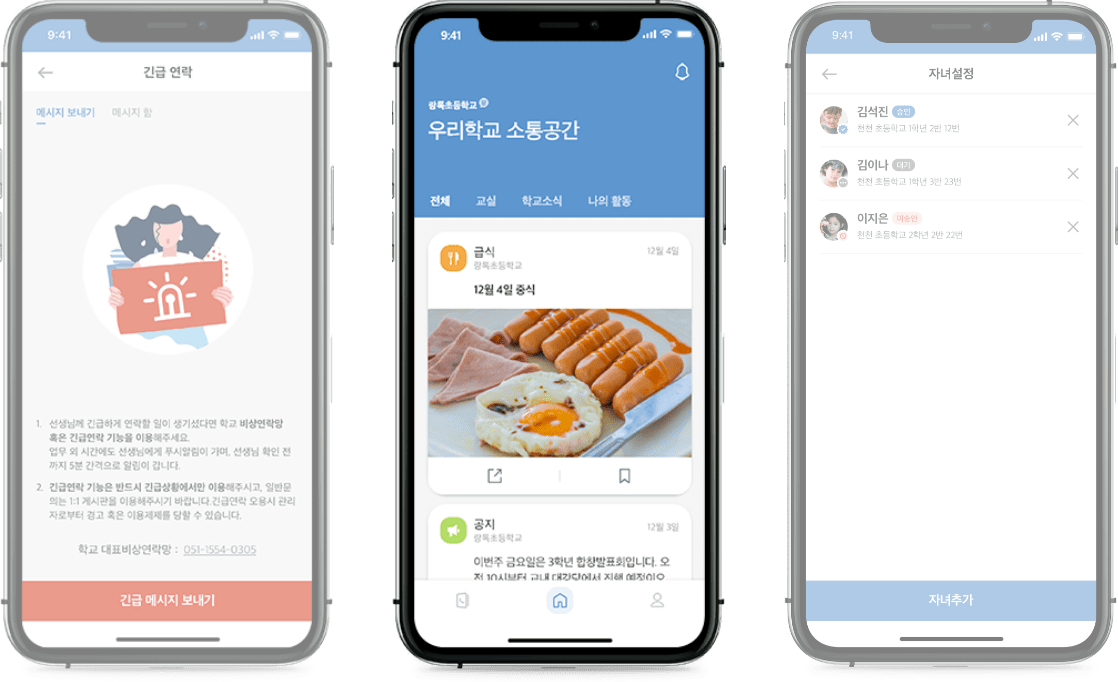 9:41
긴급 연락
메시지 보내기 메시지 함
1. 선생님께 긴급하게 연락할 일이 생기셨다면 학교 비상연락망
혹은 긴급연락 기능을 이용해주세요.
업무 외 시간에도 선생님에게 푸시알림이 가며, 선생님 확인 전
까지 5분 간격으로 알림이 갑니다.
2. 긴급연락 기능은 반드시 긴급상황에서만 이용해주시고, 일반문
의는 1:1 게시판을 이용해주시기 바랍니다.긴급연락 오용시 관리
자로부터 경고 혹은 이용제제를 당할 수 있습니다.
학교 대표비상연락망 : 051-1554-0305
긴급 메시지 보내기
9:41
랑톡초등학교
우리학교 소통공간
전체 교실 학교소식 나의 활동
급식 12월 4일
랑톡초등학교
12월 4일 중식
공지 12월 3일
랑톡초등학교
이번주 금요일은 3학년 합창발표회입니다. 오
전 10시부터 교내 대강당에서 진행 예정이오
9:41
자녀설정
김석진 승인
천천 초등학교 1학년 2반 12번
김이나 대기
천천 초등학교 1학년 3반 23번
이지은 미승인
천천 초등학교 2학년 2반 22번
자녀추가